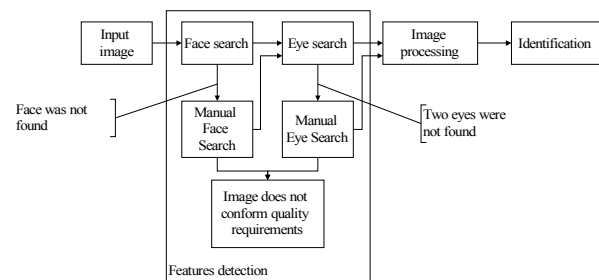 Input
image
Face search
Eye search
Image
processing
Identification
Face was not
found
Manual
Face
Search
Manual
Eye Search
Two eyes were
not found
Image does not
conform quality
requirements
Features detection